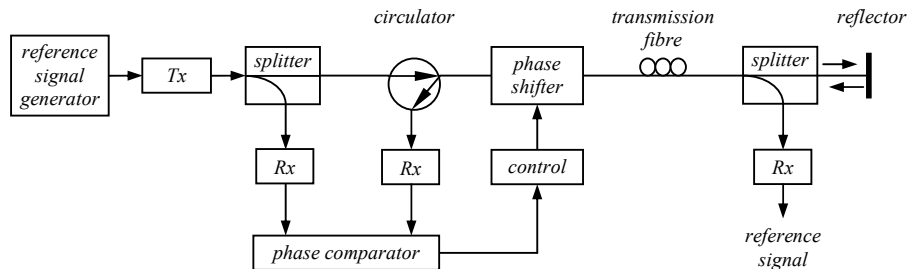 circulator
transmission
fibre
reflector
reference
signal
generator
Tx
splitter
phase
shifter
splitter
Rx
Rx
control
Rx
phase comparator
reference
signal